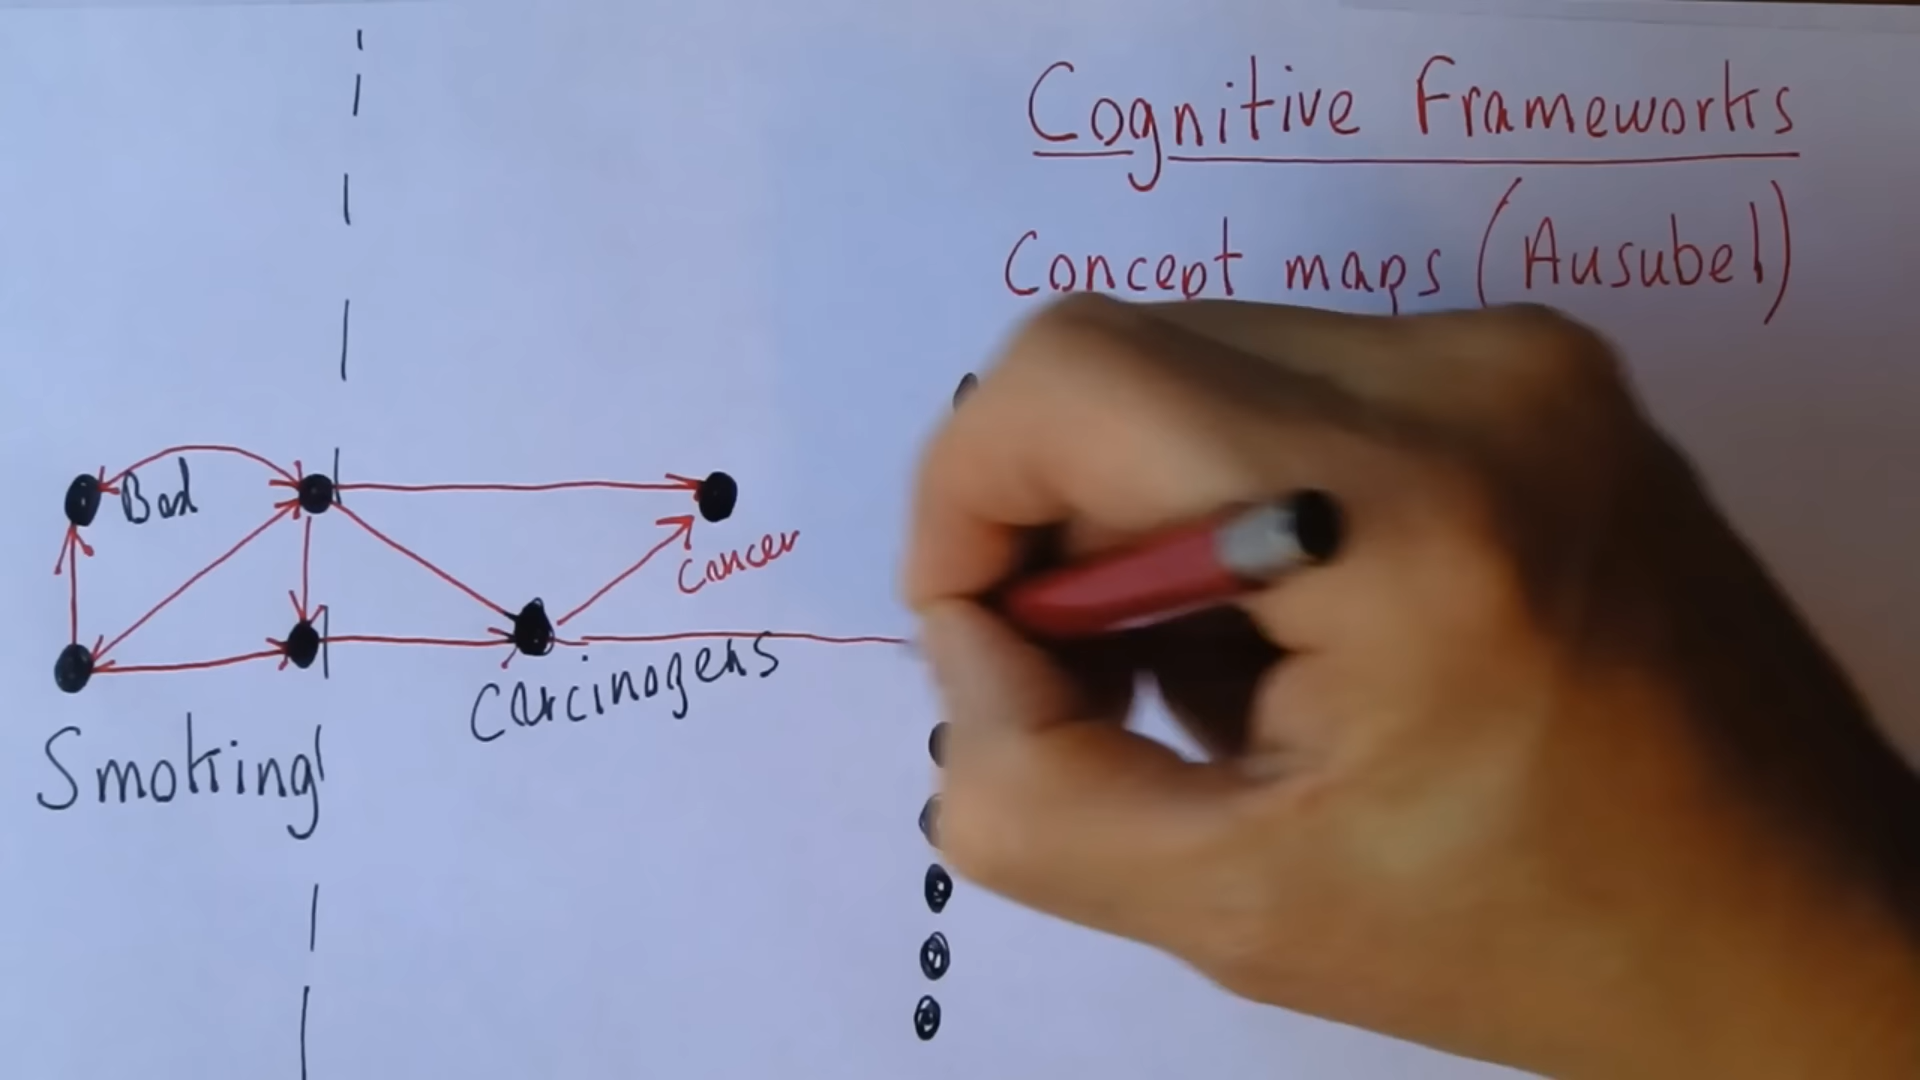 Cognitive Frameworks
Concept maps (Ausubel)
Bad
Cancer
Carcinogens
Smoking